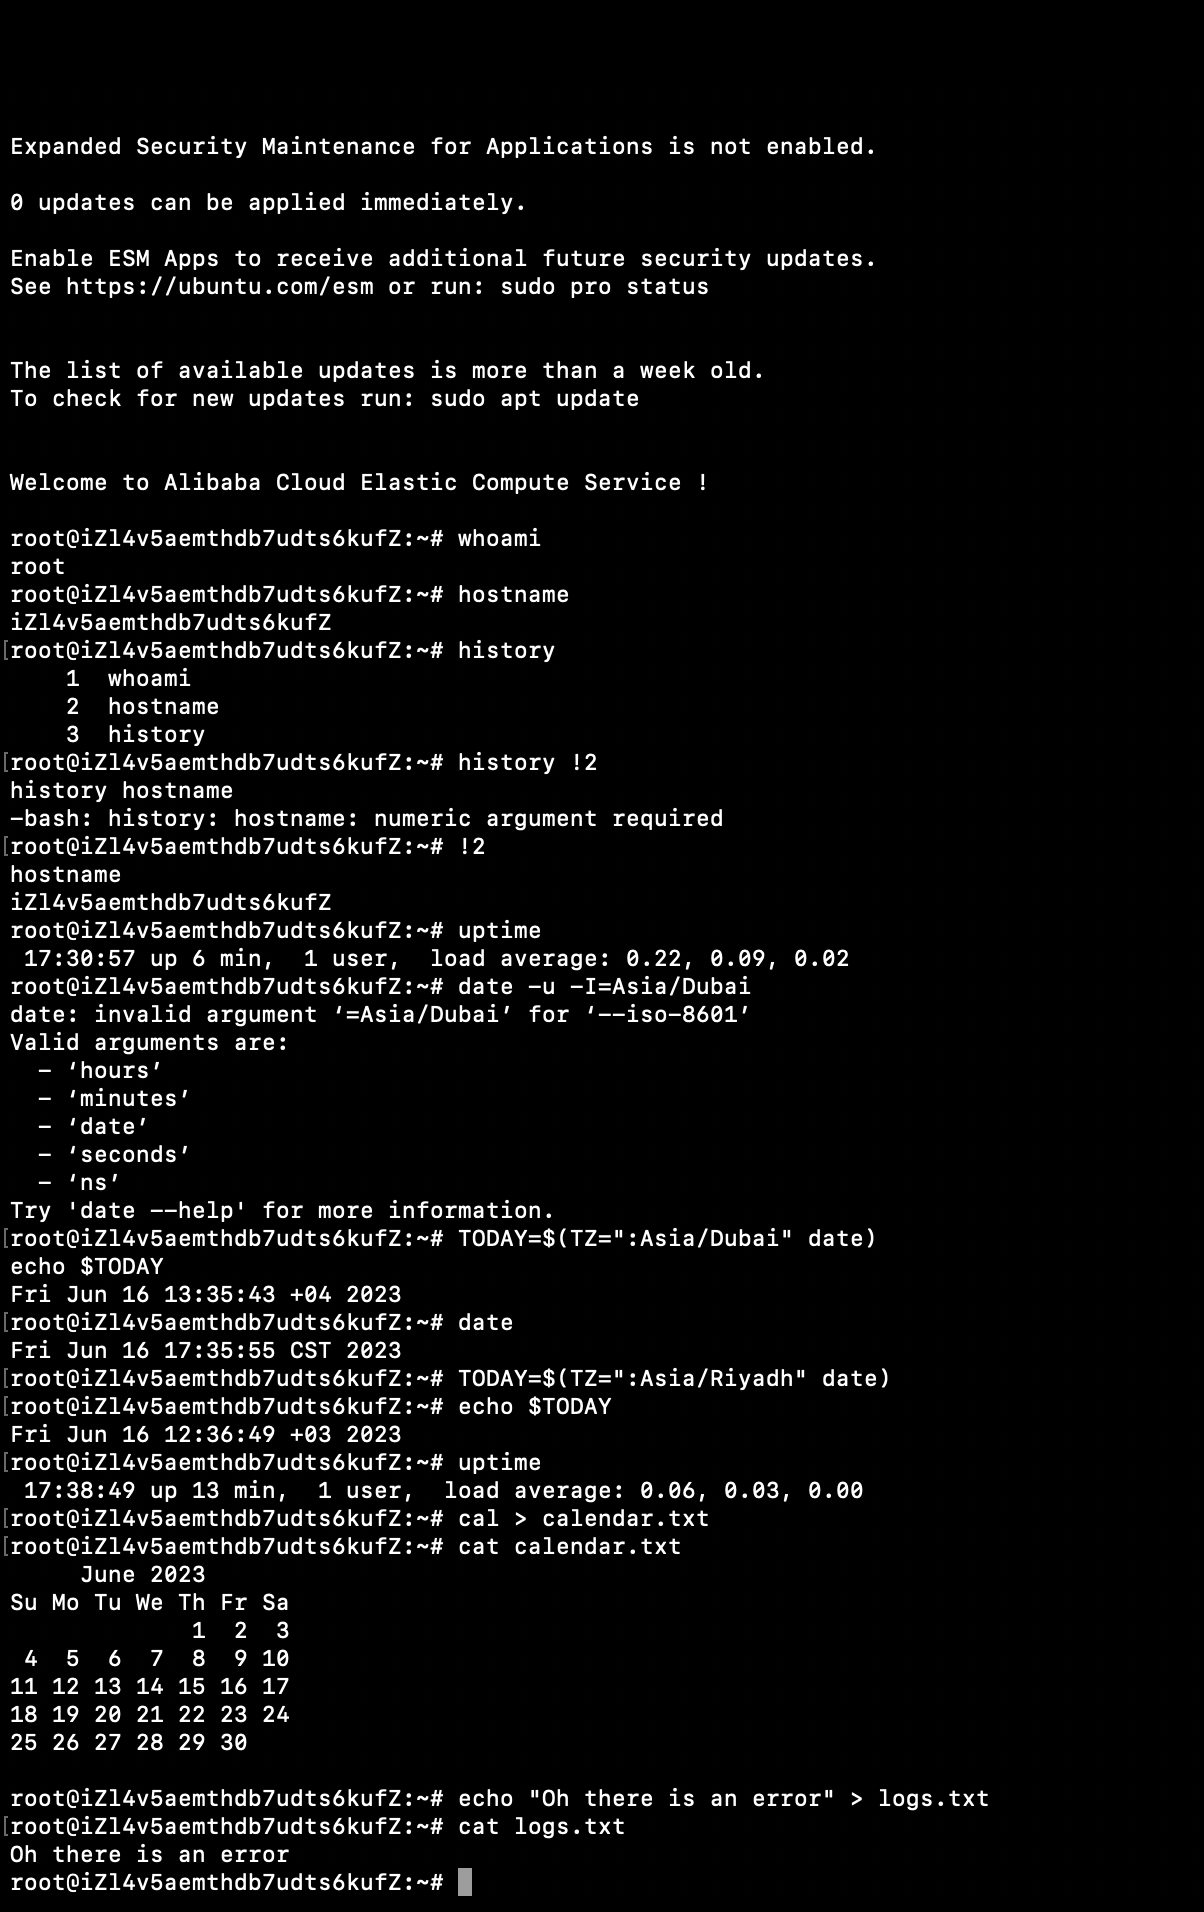 Expanded Security Maintenance for Applications is not enabled.
0 updates can be applied immediately.
Enable ESM Apps to receive additional future security updates.
See https://ubuntu.com/esm or run: sudo pro status
The list of available updates is more than a week old.
To check for new updates run: sudo apt update
Welcome to Alibaba Cloud Elastic Compute Service !
root@iZl4v5aemthdb7udts6kufZ:~# whoami
root
root@iZl4v5aemthdb7udts6kufZ:~# hostname
iZl4v5aemthdb7udts6kufZ
[root@iZl4v5aemthdb7udts6kufZ:~# history
    1  whoami
    2  hostname
    3  history
[root@iZl4v5aemthdb7udts6kufZ:~# history !2
history hostname
-bash: history: hostname: numeric argument required
[root@iZl4v5aemthdb7udts6kufZ:~# !2
hostname
iZl4v5aemthdb7udts6kufZ
root@iZl4v5aemthdb7udts6kufZ:~# uptime
 17:30:57 up 6 min,  1 user,  load average: 0.22, 0.09, 0.02
root@iZl4v5aemthdb7udts6kufZ:~# date -u -I=Asia/Dubai
date: invalid argument ‘=Asia/Dubai’ for ‘--iso-8601’
Valid arguments are:
  - ‘hours’
  - ‘minutes’
  - ‘date’
  - ‘seconds’
  - ‘ns’
Try 'date --help' for more information.
[root@iZl4v5aemthdb7udts6kufZ:~# TODAY=$(TZ=":Asia/Dubai" date)
echo $TODAY
Fri Jun 16 13:35:43 +04 2023
[root@iZl4v5aemthdb7udts6kufZ:~# date
Fri Jun 16 17:35:55 CST 2023
[root@iZl4v5aemthdb7udts6kufZ:~# TODAY=$(TZ=":Asia/Riyadh" date)
[root@iZl4v5aemthdb7udts6kufZ:~# echo $TODAY
Fri Jun 16 12:36:49 +03 2023
[root@iZl4v5aemthdb7udts6kufZ:~# uptime
 17:38:49 up 13 min,  1 user,  load average: 0.06, 0.03, 0.00
[root@iZl4v5aemthdb7udts6kufZ:~# cal > calendar.txt
[root@iZl4v5aemthdb7udts6kufZ:~# cat calendar.txt
     June 2023
Su Mo Tu We Th Fr Sa
             1  2  3
 4  5  6  7  8  9 10
11 12 13 14 15 16 17
18 19 20 21 22 23 24
25 26 27 28 29 30
root@iZl4v5aemthdb7udts6kufZ:~# echo "Oh there is an error" > logs.txt
[root@iZl4v5aemthdb7udts6kufZ:~# cat logs.txt
Oh there is an error
root@iZl4v5aemthdb7udts6kufZ:~#